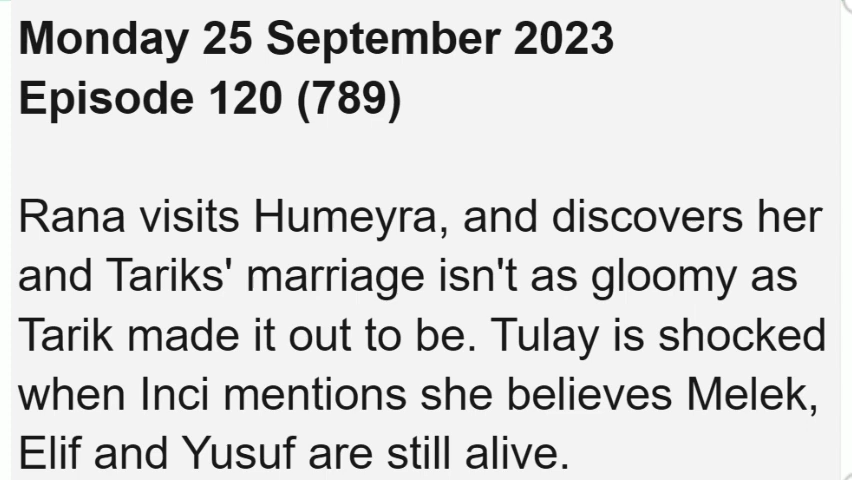 Monday 25 September 2023
Episode 120 (789)
Rana visits Humeyra, and discovers her
and Tariks' marriage isn't as gloomy as
Tarik made it out to be. Tulay is shocked
when Inci mentions she believes Melek,
Elif and Yusuf are still alive.